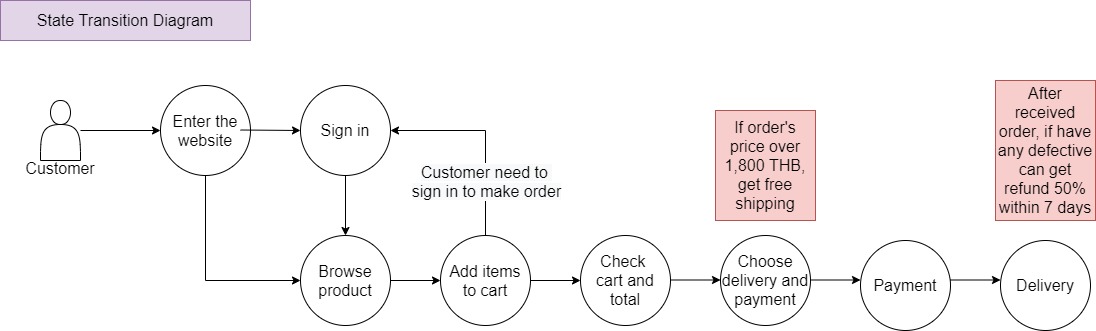 State Transition Diagram
Customer
Enter the
website
Sign in
Customer need to
sign in to make order
Browse
product
Add items
to cart
Check
cart and
total
If order's
price over
1,800 THB,
get free
shipping
Choose
delivery and
payment
Payment
After
received
order, if have
any defective
can get
refund 50%
within 7 days
Delivery